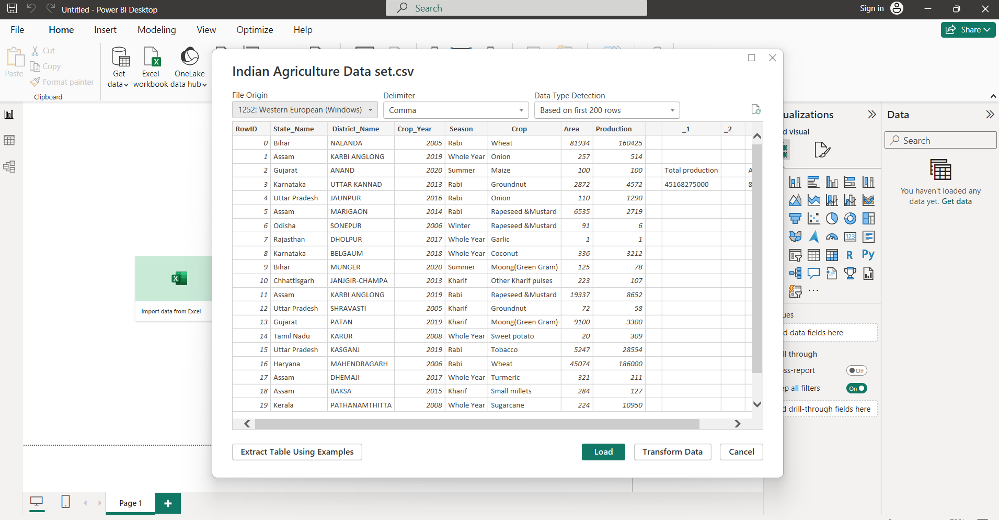 Untitled - Power BI Desktop
Search
Sign in
File Home Insert Modeling View Optimize Help
Share
Paste
Cut
Copy
Format painter
Clipboard
Get data
Excel workbook
OneLake data hub
Indian Agriculture Data set.csv
File Origin
1252: Western European (Windows)
Delimiter
Comma
Data Type Detection
Based on first 200 rows
RowID State_Name District_Name Crop_Year Season Crop Area Production _1 _2
0 Bihar NALANDA 2005 Rabi Wheat 81934 160425
1 Assam KARBI ANGLONG 2019 Whole Year Onion 257 514
2 Gujarat ANAND 2020 Summer Maize 100 100 Total production A
3 Karnataka UTTAR KANNAD 2013 Rabi Groundnut 2872 4572 45168275000 8
4 Uttar Pradesh JAUNPUR 2016 Rabi Onion 110 1290
5 Assam MARIGAON 2014 Rabi Rapeseed &Mustard 6535 2719
6 Odisha SONEPUR 2006 Winter Rapeseed &Mustard 91 6
7 Rajasthan DHOLPUR 2017 Whole Year Garlic 1 1
8 Karnataka BELGAUM 2018 Whole Year Coconut 336 3212
9 Bihar MUNGER 2020 Summer Moong(Green Gram) 125 78
10 Chhattisgarh JANJGIR-CHAMPA 2013 Kharif Other Kharif pulses 223 107
11 Assam KARBI ANGLONG 2019 Rabi Rapeseed &Mustard 19337 8652
12 Uttar Pradesh SHRAVASTI 2005 Kharif Groundnut 72 58
13 Gujarat PATAN 2019 Kharif Moong(Green Gram) 9100 3300
14 Tamil Nadu KARUR 2008 Whole Year Sweet potato 20 309
15 Uttar Pradesh KASGANJ 2019 Rabi Tobacco 5247 28554
16 Haryana MAHENDRAGARH 2006 Rabi Wheat 45074 186000
17 Assam DHEMAJI 2017 Whole Year Turmeric 321 211
18 Assam BAKSA 2015 Kharif Small millets 284 127
19 Kerala PATHANAMTHITTA 2008 Whole Year Sugarcane 224 10950
Extract Table Using Examples
Load
Transform Data
Cancel
Import data from Excel
ualizations
d visual
123
R
Py
ues
d data fields here
ll through
ss-report
Off
p all filters
On
d drill-through fields here
Data
Search
You haven't loaded any
data yet. Get data
Page 1